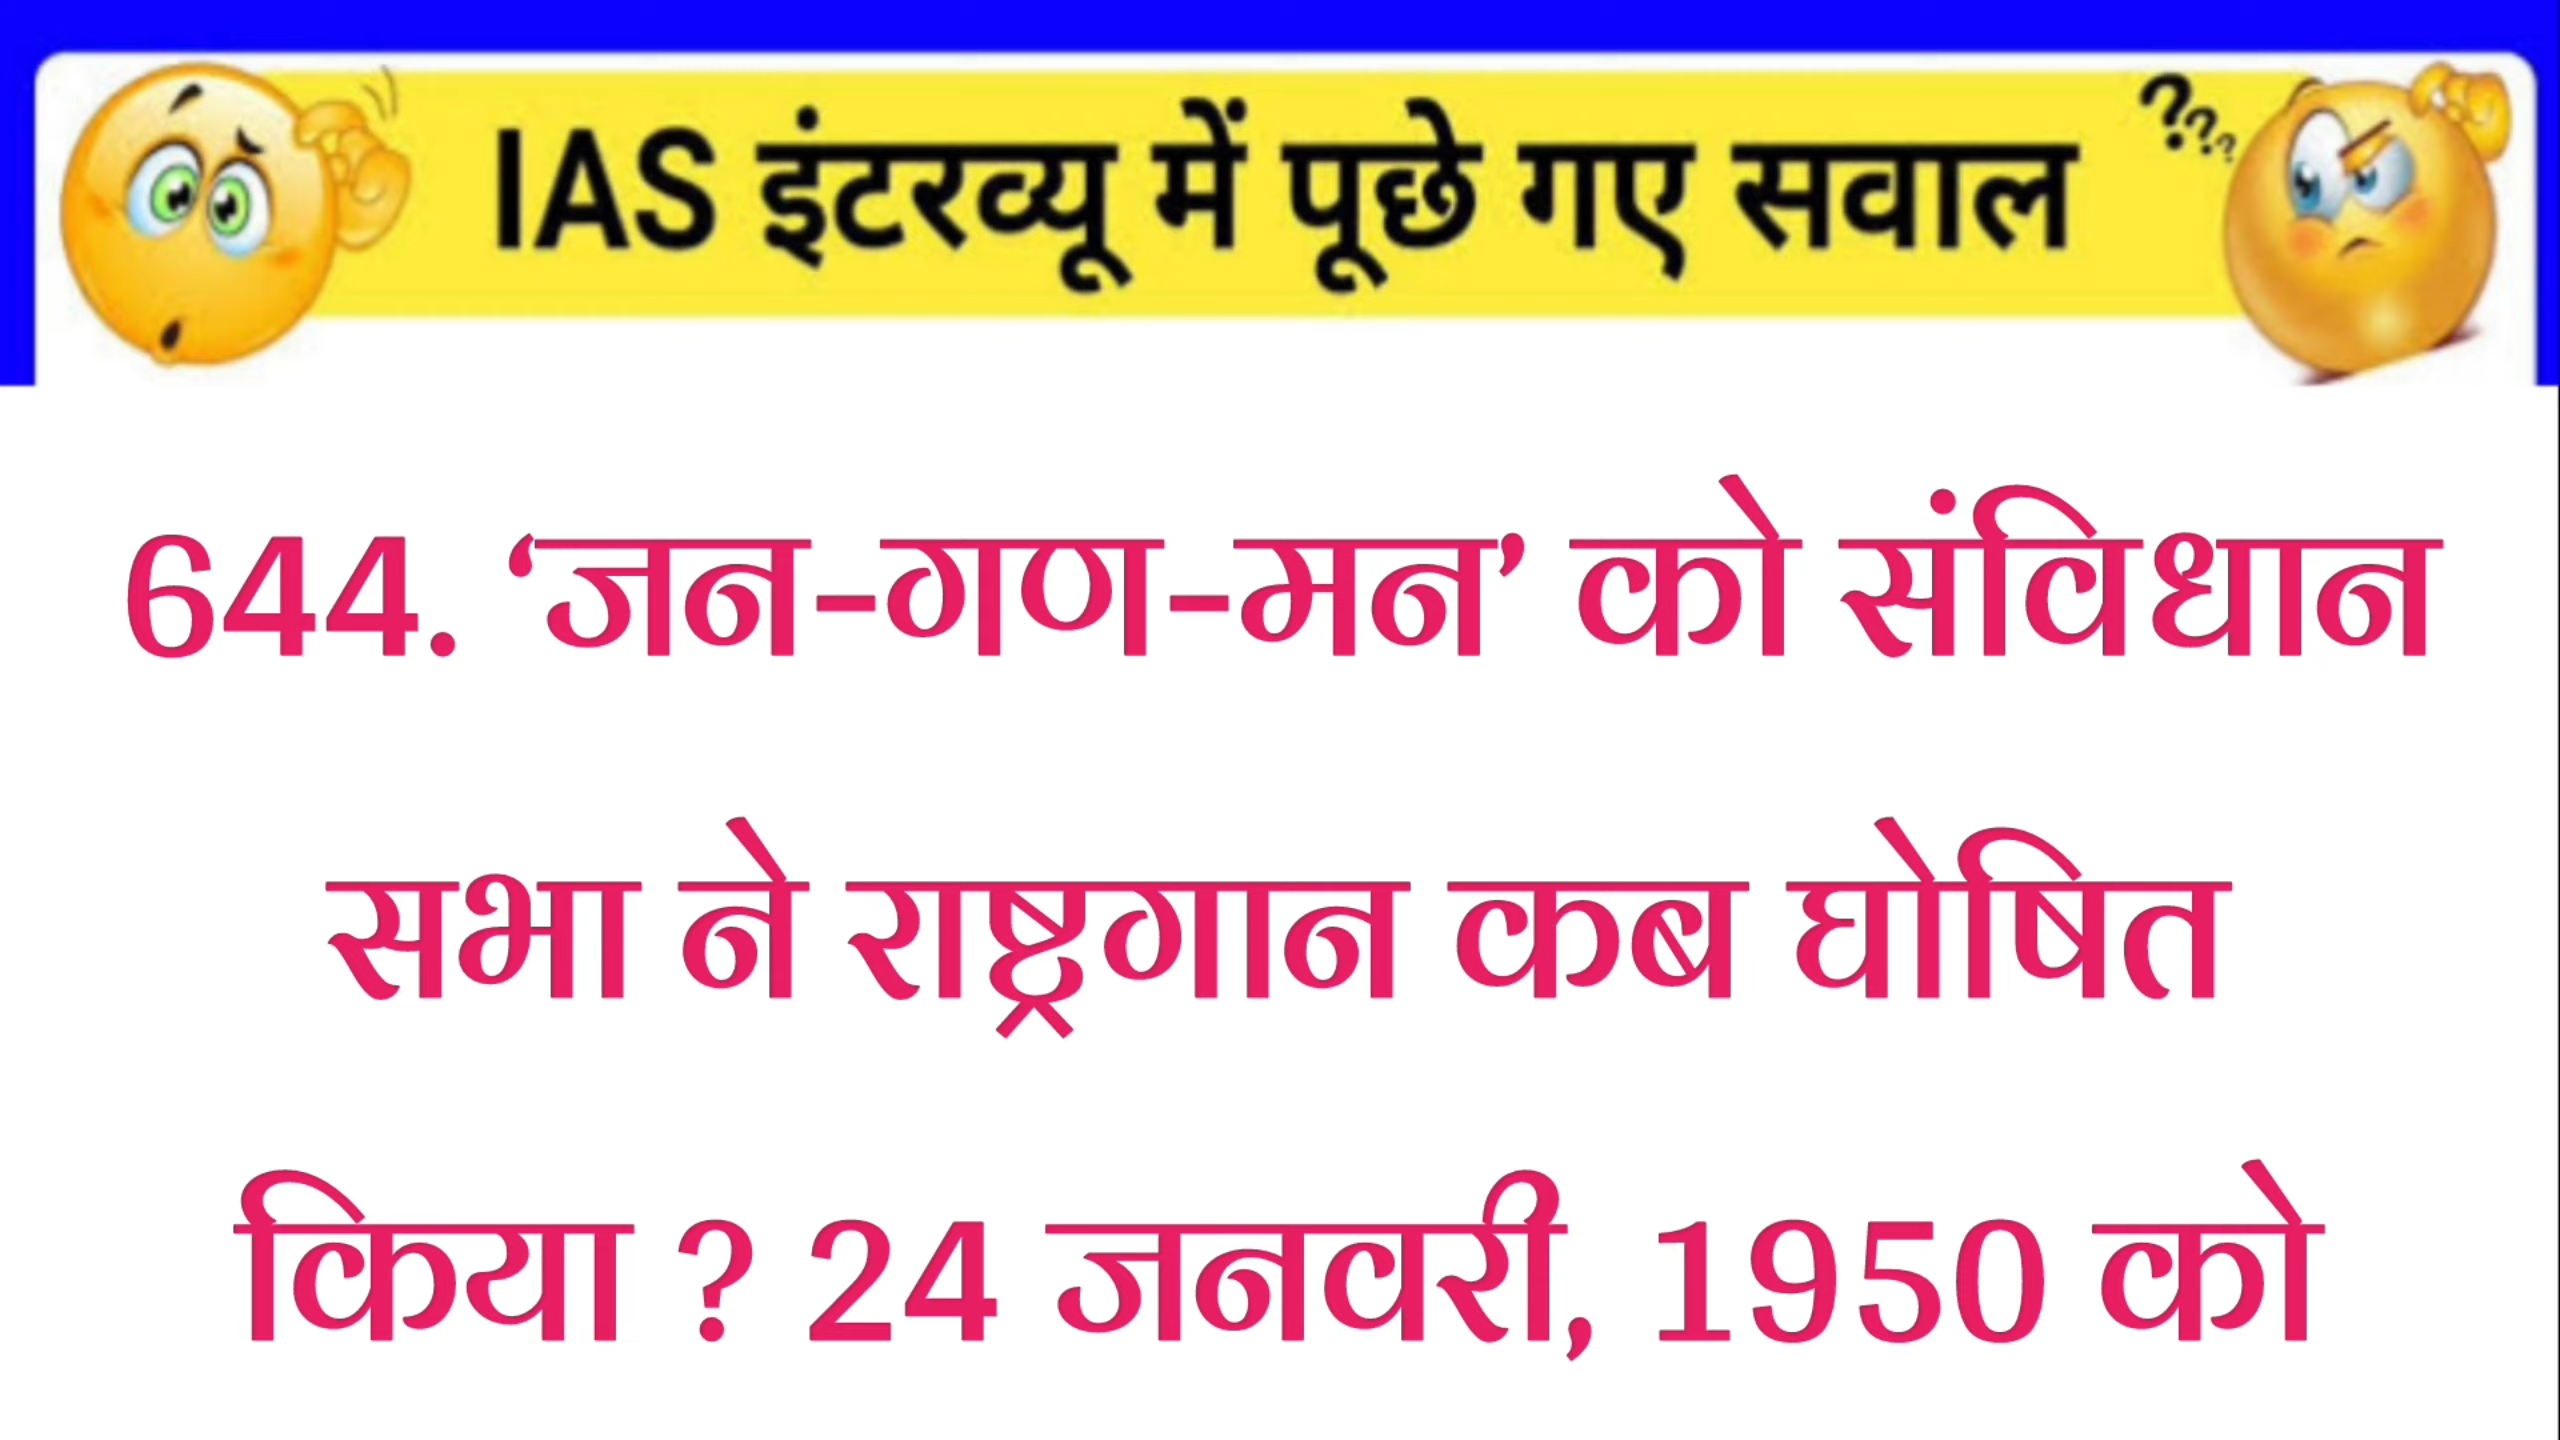 IAS इंटरव्यू में पूछे गए सवाल ???
644. ‘जन-गण-मन’ को संविधान
सभा ने राष्ट्रगान कब घोषित
किया ? 24 जनवरी, 1950 को